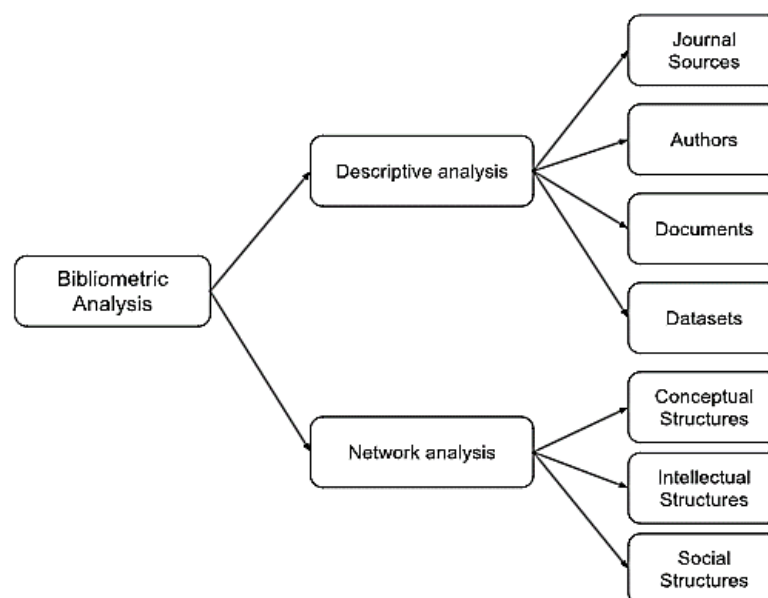 Journal
Sources
Authors
Descriptive analysis
Documents
Bibliometric
Analysis
Datasets
Conceptual
Structures
Network analysis
Intellectual
Structures
Social
Structures